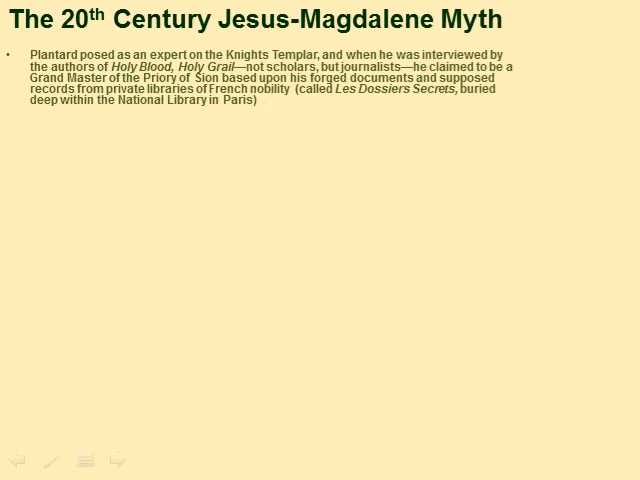 The 20th Century Jesus-Magdalene Myth
• Plantard posed as an expert on the Knights Templar, and when he was interviewed by
the authors of Holy Blood, Holy Grail—not scholars, but journalists—he claimed to be a
Grand Master of the Priory of Sion based upon his forged documents and supposed
records from private libraries of French nobility (called Les Dossiers Secrets, buried
deep within the National Library in Paris)